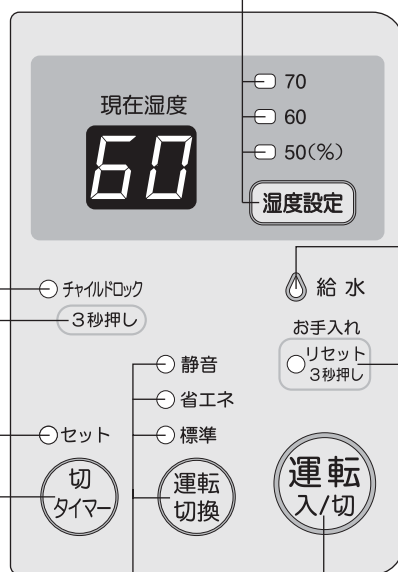 現在湿度
60
70
60
50(%)
湿度設定
チャイルドロック
3秒押し
給水
お手入れ
リセット
3秒押し
静音
省エネ
標準
セット
切
タイマー
運転
切換
運転
入/切